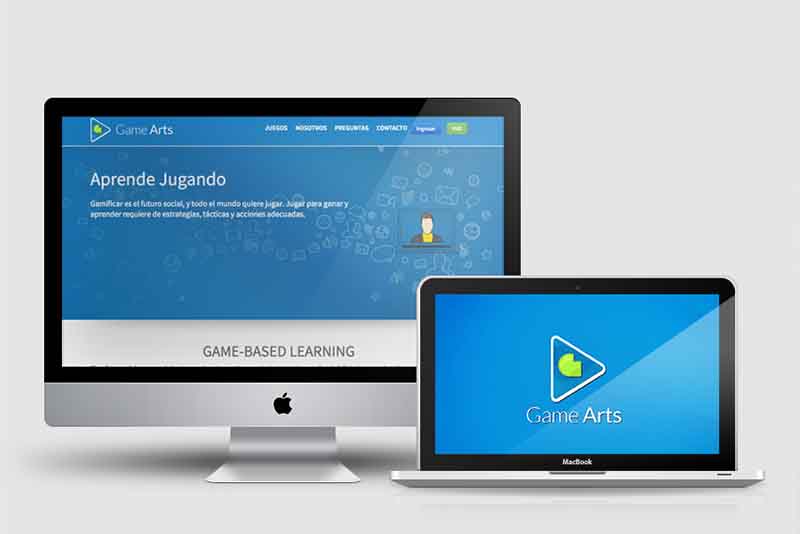 Game Arts
JUEGOS NOSOTROS PREGUNTAS CONTACTO Ingresar
Aprende Jugando
Gamificar es el futuro social, y todo el mundo quiere jugar. Jugar para ganar y
aprender requiere de estrategias, tácticas y acciones adecuadas.
GAME-BASED LEARNING
Game Arts
MacBook